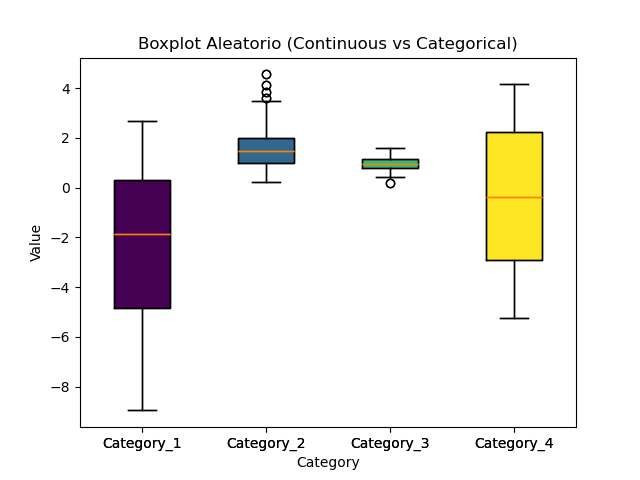 Boxplot Aleatorio (Continuous vs Categorical)
4
2
0
−2
−4
−6
−8
Value
Category_1 Category_2 Category_3 Category_4
Category